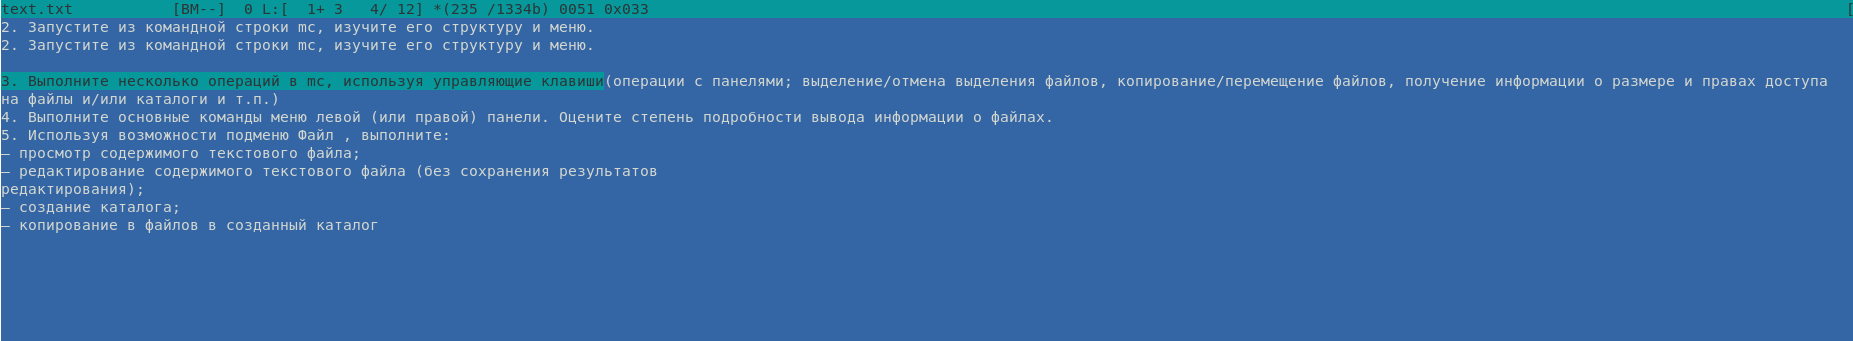 text.txt [BM--] 0 L:[ 1+ 3 4/ 12] *(235 /1334b) 0051 0x033 [
2. Запустите из командной строки mc, изучите его структуру и меню.
2. Запустите из командной строки mc, изучите его структуру и меню.
3. Выполните несколько операций в mc, используя управляющие клавиши(операции с панелями; выделение/отмена выделения файлов, копирование/перемещение файлов, получение информации о размере и правах доступа
на файлы и/или каталоги и т.п.)
4. Выполните основные команды меню левой (или правой) панели. Оцените степень подробности вывода информации о файлах.
5. Используя возможности подменю Файл , выполните:
– просмотр содержимого текстового файла;
– редактирование содержимого текстового файла (без сохранения результатов
редактирования);
– создание каталога;
– копирование в файлов в созданный каталог